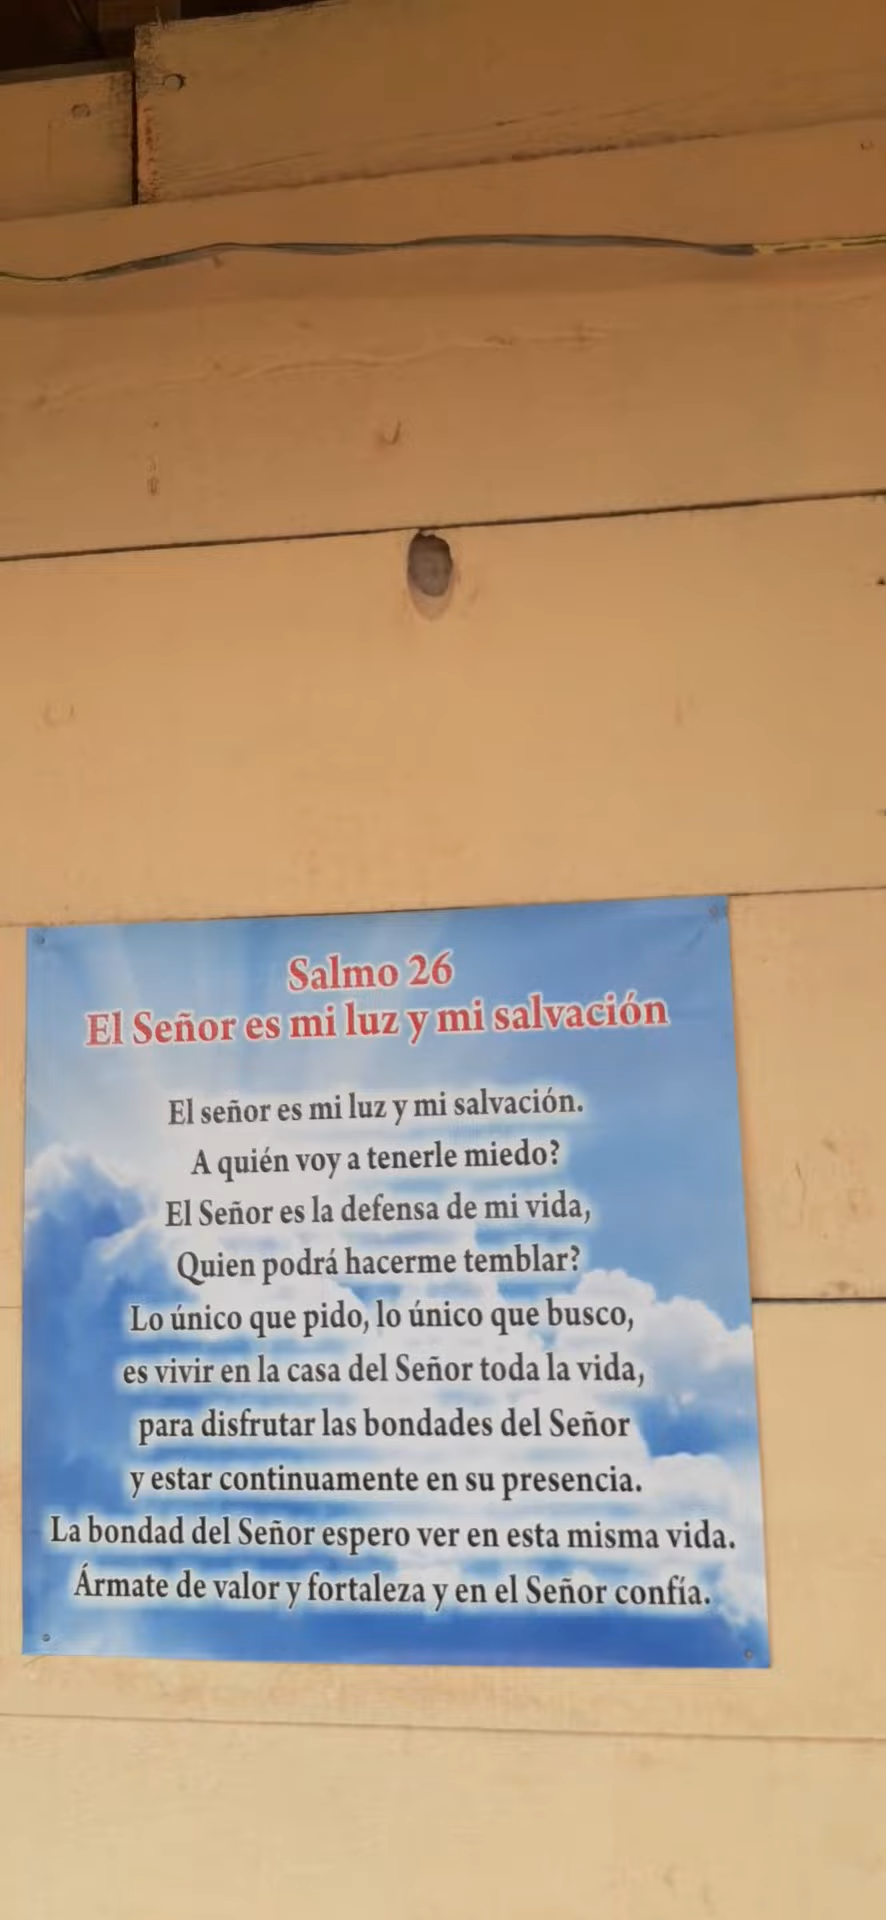 Salmo 26
El Señor es mi luz y mi salvación
El señor es mi luz y mi salvación.
A quién voy a tenerle miedo?
El Señor es la defensa de mi vida,
Quien podrá hacerme temblar?
Lo único que pido, lo único que busco,
es vivir en la casa del Señor toda la vida,
para disfrutar las bondades del Señor
y estar continuamente en su presencia.
La bondad del Señor espero ver en esta misma vida.
Ármate de valor y fortaleza y en el Señor confía.